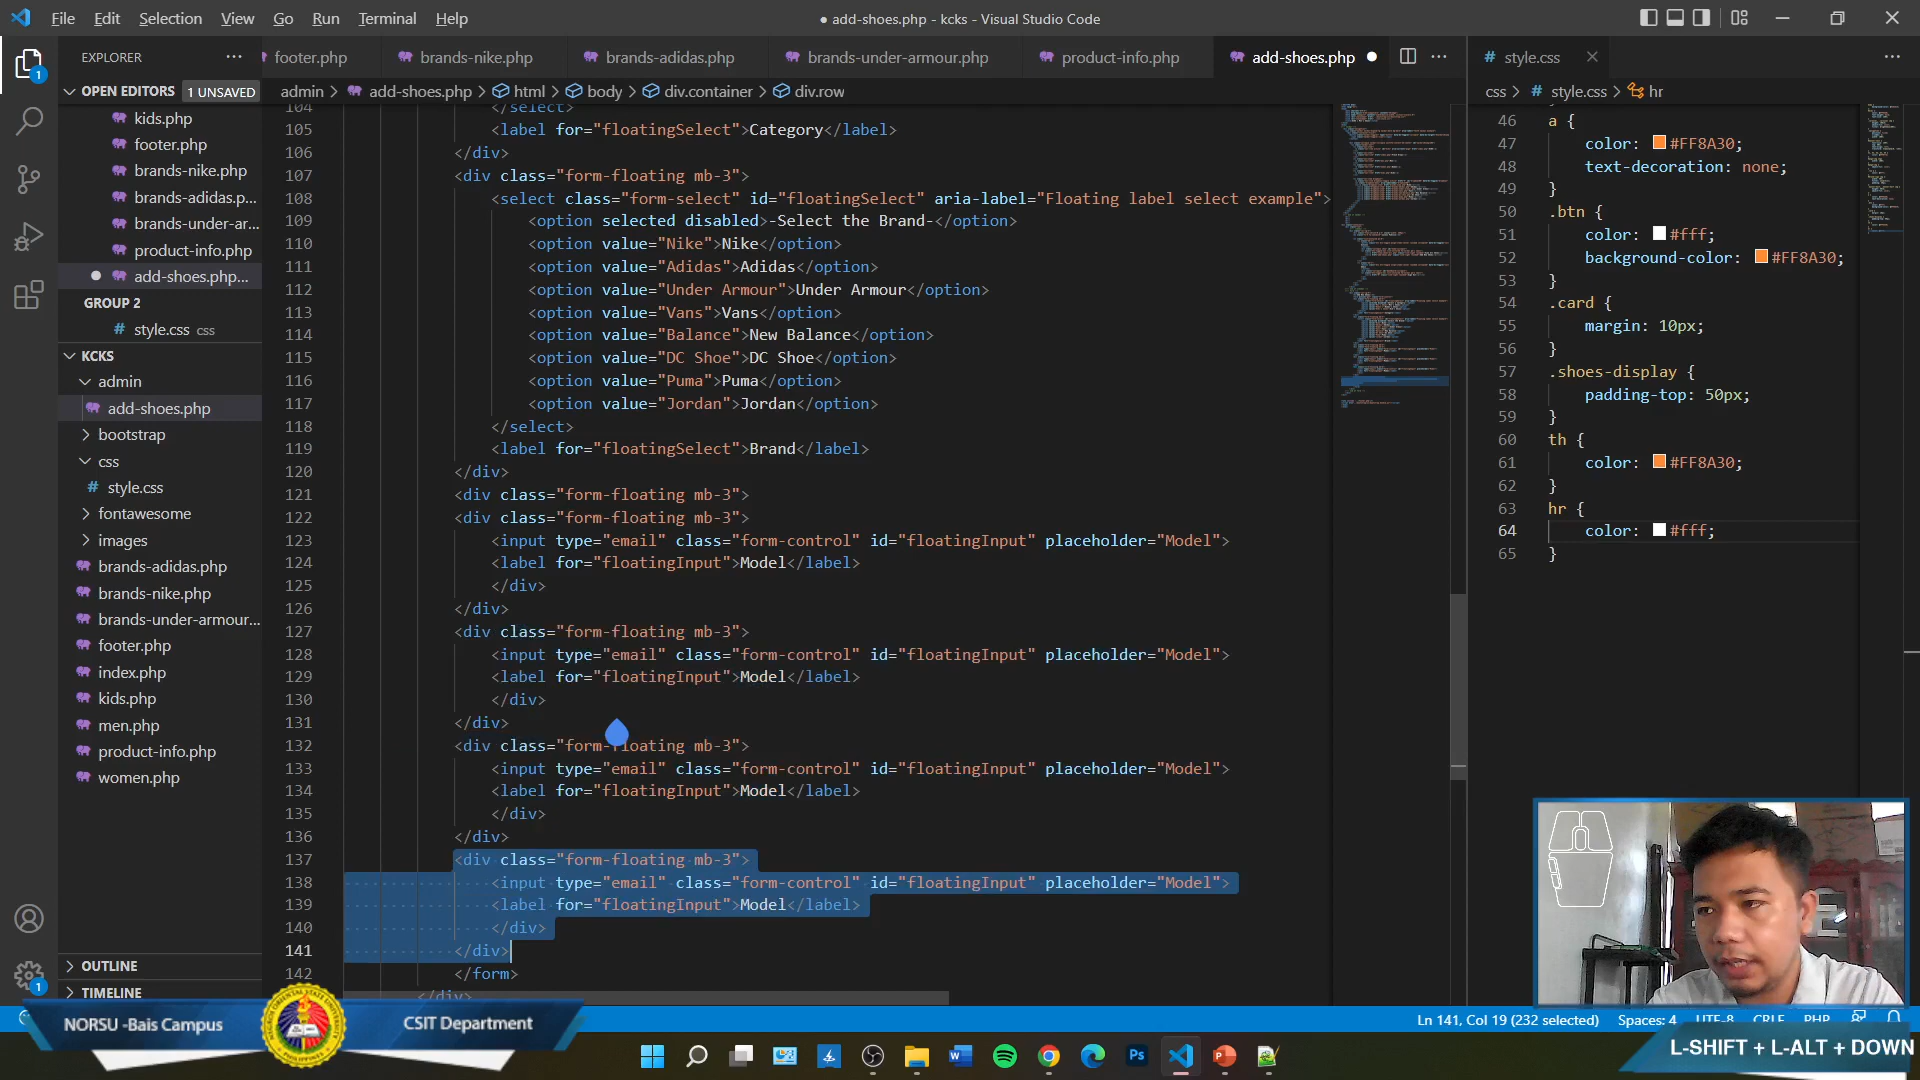 File Edit Selection View Go Run Terminal Help
● add-shoes.php - kcks - Visual Studio Code
EXPLORER
footer.php brands-nike.php brands-adidas.php brands-under-armour.php product-info.php add-shoes.php
style.css
OPEN EDITORS 1 UNSAVED
kids.php
footer.php
brands-nike.php
brands-adidas.p...
brands-under-ar...
product-info.php
add-shoes.php...
GROUP 2
style.css css
KCKS
admin
add-shoes.php
bootstrap
css
style.css
fontawesome
images
brands-adidas.php
brands-nike.php
brands-under-armour...
footer.php
index.php
kids.php
men.php
product-info.php
women.php
OUTLINE
TIMELINE
admin > add-shoes.php > html > body > div.container > div.row
104 </select>
105 <label for="floatingSelect">Category</label>
106 </div>
107 <div class="form-floating mb-3">
108 <select class="form-select" id="floatingSelect" aria-label="Floating label select example">
109 <option selected disabled>-Select the Brand-</option>
110 <option value="Nike">Nike</option>
111 <option value="Adidas">Adidas</option>
112 <option value="Under Armour">Under Armour</option>
113 <option value="Vans">Vans</option>
114 <option value="Balance">New Balance</option>
115 <option value="DC Shoe">DC Shoe</option>
116 <option value="Puma">Puma</option>
117 <option value="Jordan">Jordan</option>
118 </select>
119 <label for="floatingSelect">Brand</label>
120 </div>
121 <div class="form-floating mb-3">
122 <div class="form-floating mb-3">
123 <input type="email" class="form-control" id="floatingInput" placeholder="Model">
124 <label for="floatingInput">Model</label>
125 </div>
126 </div>
127 <div class="form-floating mb-3">
128 <input type="email" class="form-control" id="floatingInput" placeholder="Model">
129 <label for="floatingInput">Model</label>
130 </div>
131 </div>
132 <div class="form-floating mb-3">
133 <input type="email" class="form-control" id="floatingInput" placeholder="Model">
134 <label for="floatingInput">Model</label>
135 </div>
136 </div>
137 <div class="form-floating mb-3">
138 <input type="email" class="form-control" id="floatingInput" placeholder="Model">
139 <label for="floatingInput">Model</label>
140 </div>
141 </div>
142 </form>
</div>
css > style.css > hr
46 a {
47 color: #FF8A30;
48 text-decoration: none;
49 }
50 .btn {
51 color: #fff;
52 background-color: #FF8A30;
53 }
54 .card {
55 margin: 10px;
56 }
57 .shoes-display {
58 padding-top: 50px;
59 }
60 th {
61 color: #FF8A30;
62 }
63 hr {
64 color: #fff;
65 }
Ln 141, Col 19 (232 selected) Spaces: 4 UTF-8 CRLF PHP
NORSU -Bais Campus
CSIT Department
L-SHIFT + L-ALT + DOWN